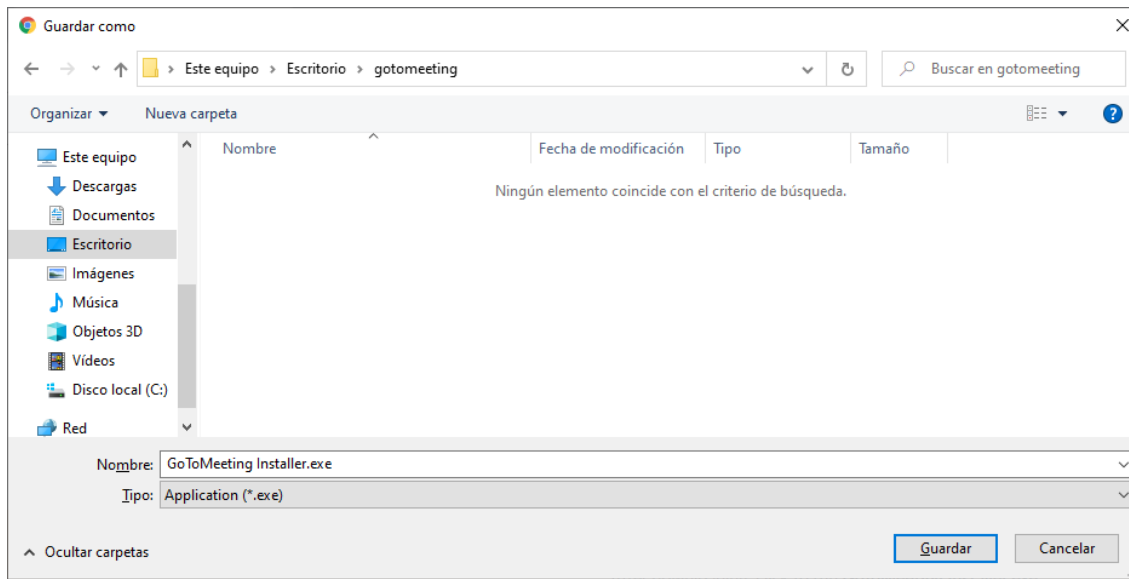 Guardar como
Este equipo > Escritorio > gotomeeting
Buscar en gotomeeting
Organizar
Nueva carpeta
Nombre
Fecha de modificación
Tipo
Tamaño
Ningún elemento coincide con el criterio de búsqueda.
Este equipo
Descargas
Documentos
Escritorio
Imágenes
Música
Objetos 3D
Vídeos
Disco local (C:)
Red
Nombre: GoToMeeting Installer.exe
Tipo: Application (*.exe)
Ocultar carpetas
Guardar
Cancelar